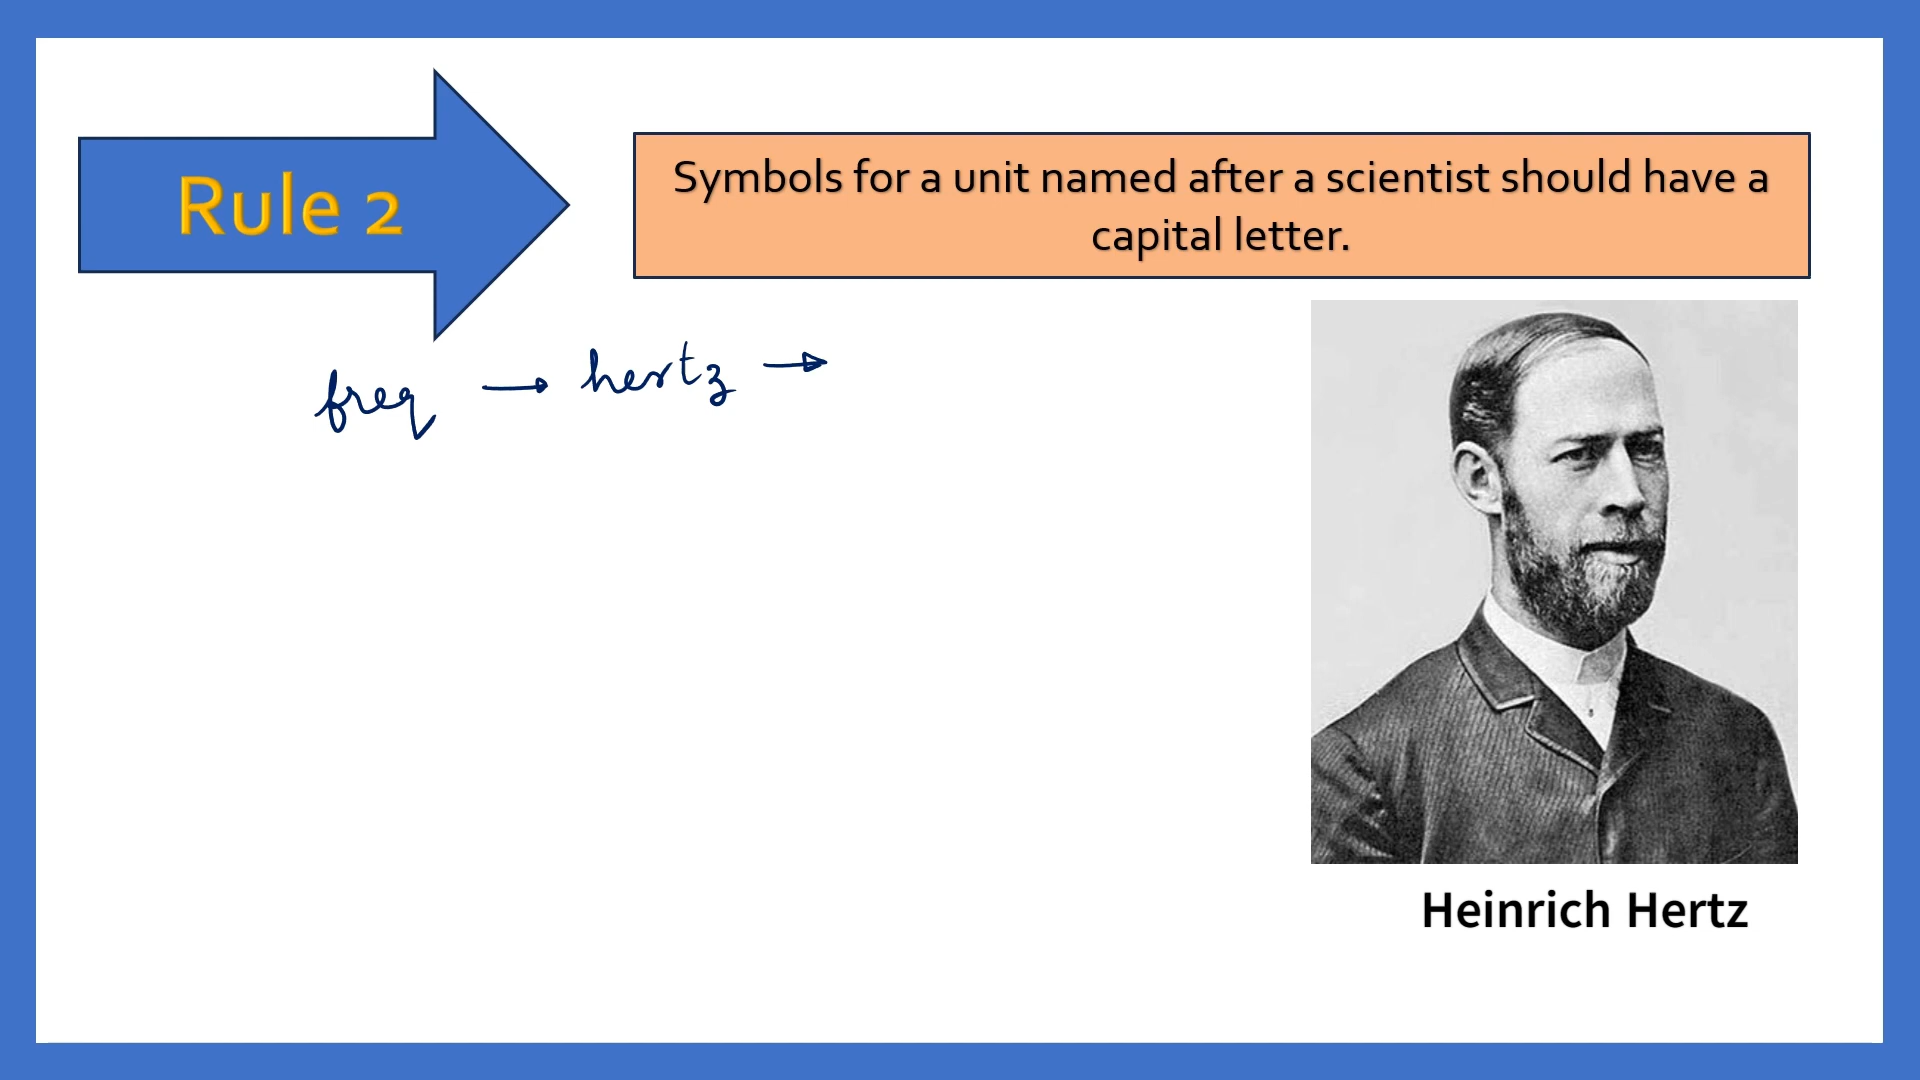 Rule 2
Symbols for a unit named after a scientist should have a
capital letter.
freq → hertz →
Heinrich Hertz